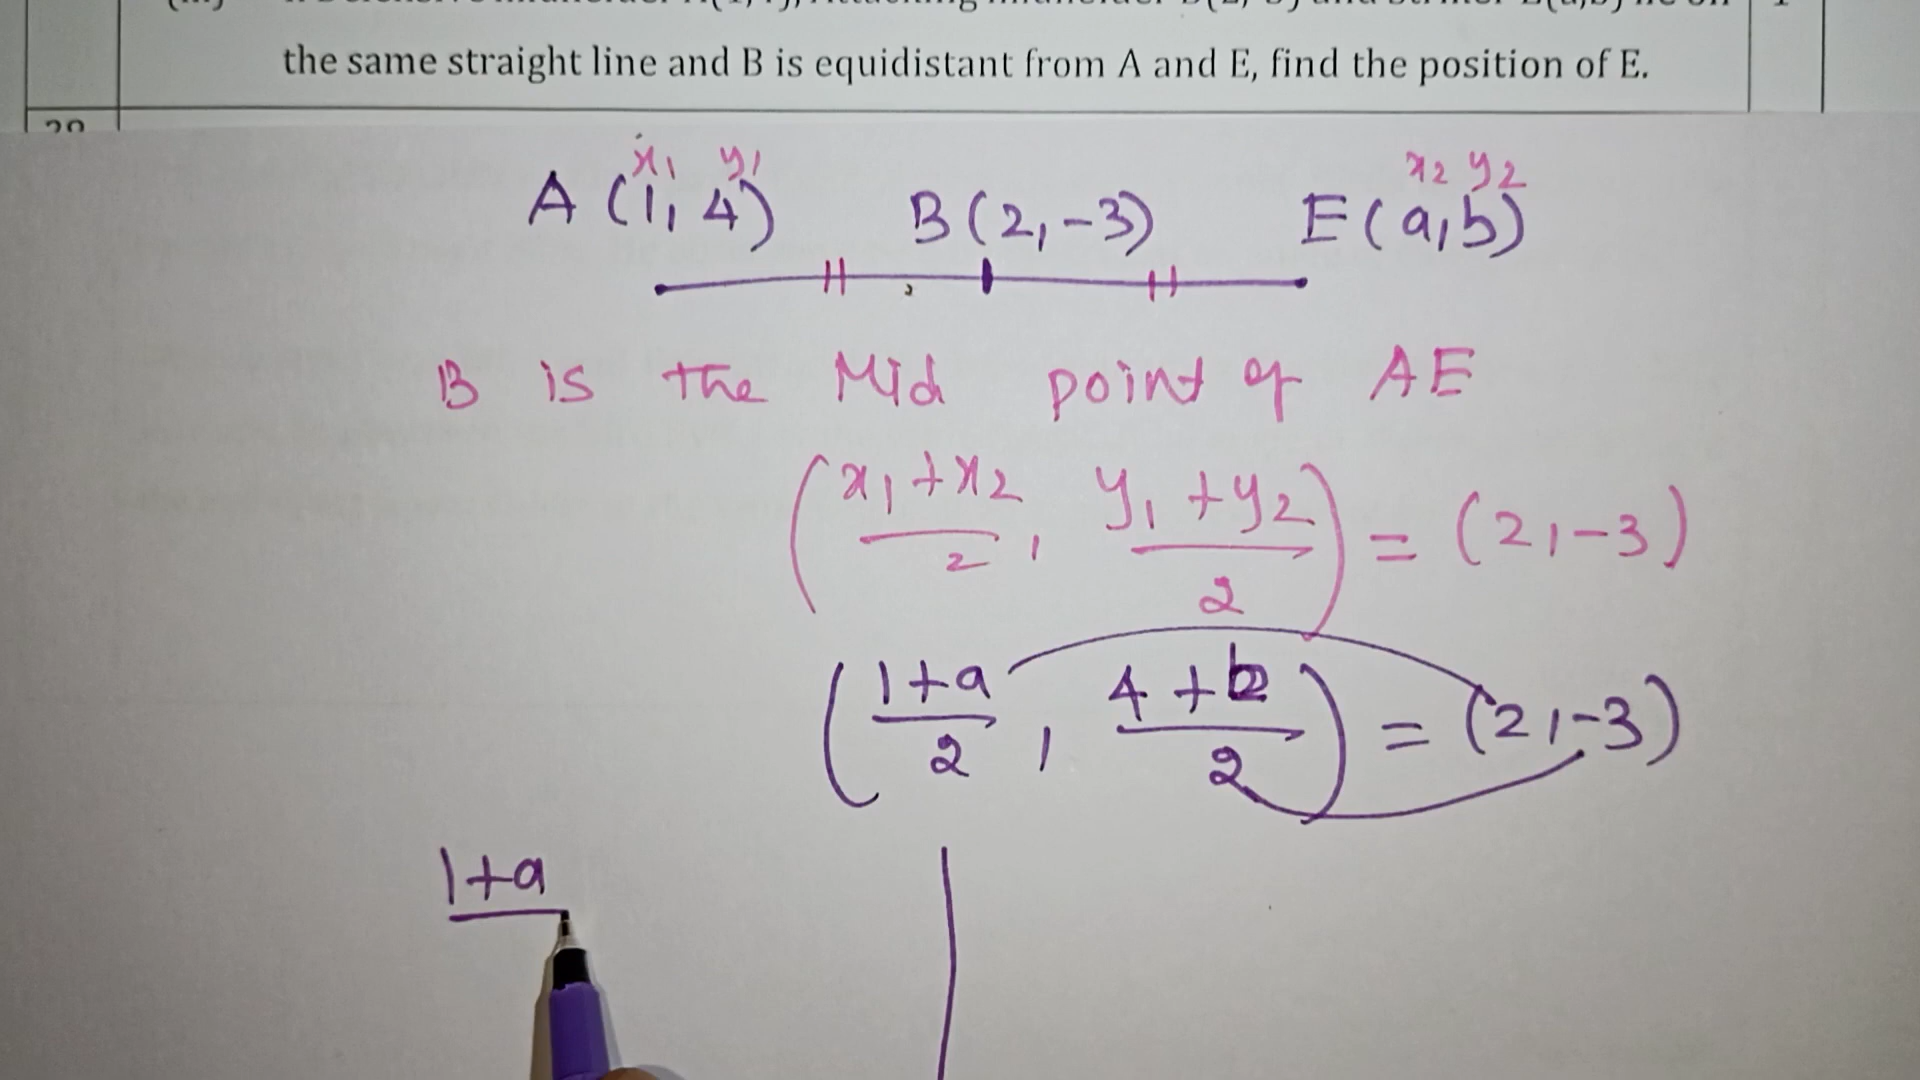 the same straight line and B is equidistant from A and E, find the position of E.
x₁ y₁ x₂ y₂
A (1, 4) B (2, -3) E (a, b)
B is the Mid point of AE
(x₁+x₂/2, y₁+y₂/2) = (2, -3)
(1+a/2, 4+b/2) = (2, -3)
1+a